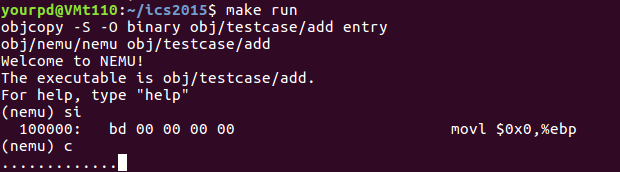 yourpd@VMt110:~/ics2015$ make run
objcopy -S -O binary obj/testcase/add entry
obj/nemu/nemu obj/testcase/add
Welcome to NEMU!
The executable is obj/testcase/add.
For help, type "help"
(nemu) si
  100000:   bd 00 00 00 00                              movl $0x0,%ebp
(nemu) c
.............